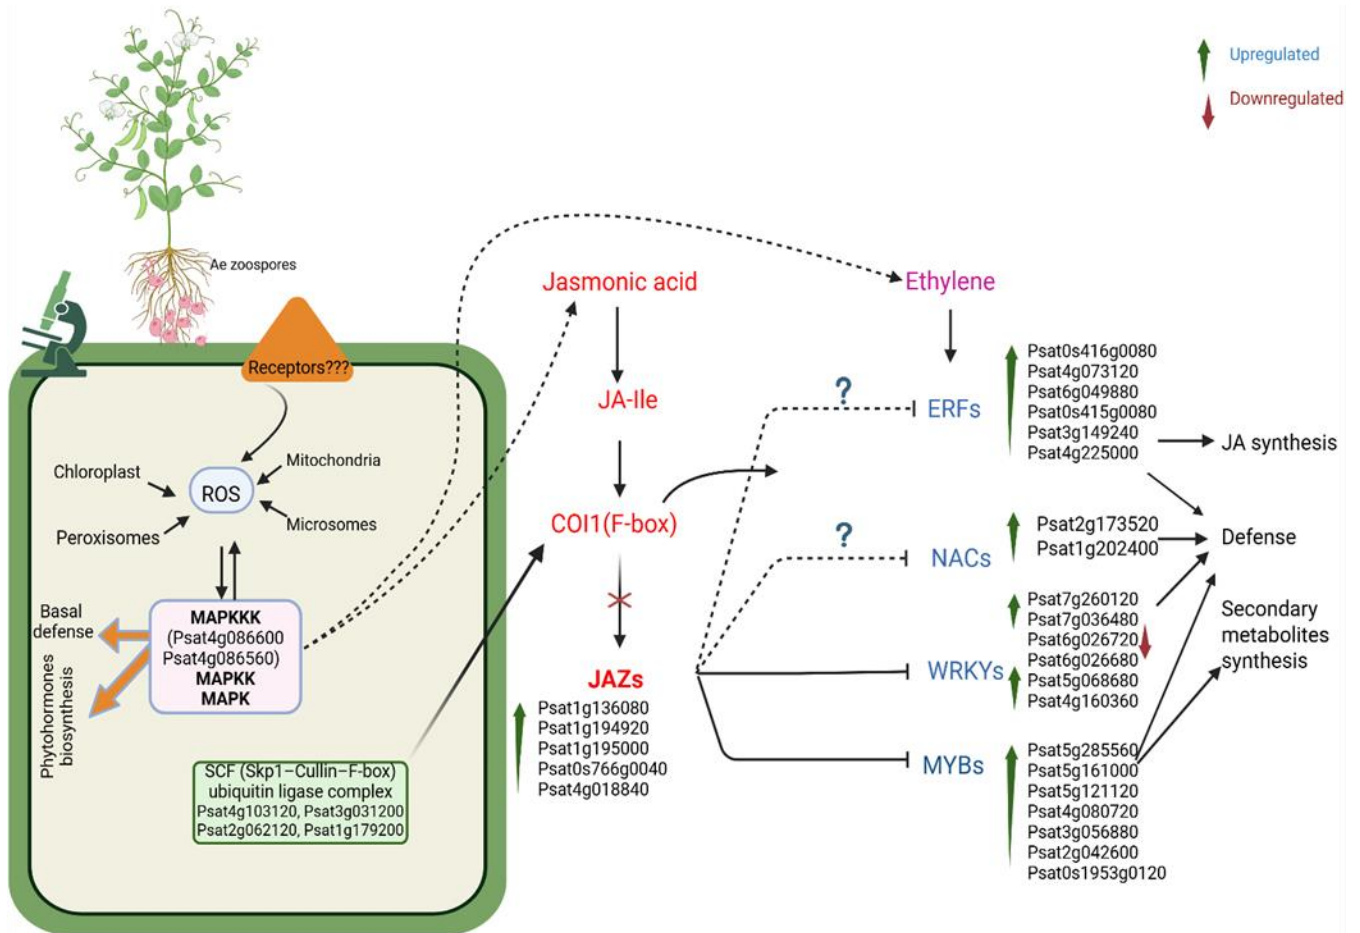 Upregulated
Downregulated
Ae zoospores
Receptors???
Chloroplast
Mitochondria
ROS
Peroxisomes
Microsomes
Basal
defense
Phytohormones
biosynthesis
MAPKKK
(Psat4g086600
Psat4g086560)
MAPKK
MAPK
SCF (Skp1–Cullin–F-box)
ubiquitin ligase complex
Psat4g103120, Psat3g031200
Psat2g062120, Psat1g179200
Jasmonic acid
JA-Ile
COI1(F-box)
JAZs
Psat1g136080
Psat1g194920
Psat1g195000
Psat0s766g0040
Psat4g018840
Ethylene
?
ERFs
Psat0s416g0080
Psat4g073120
Psat6g049880
Psat0s415g0080
Psat3g149240
Psat4g225000
JA synthesis
?
NACs
Psat2g173520
Psat1g202400
Defense
WRKYs
Psat7g260120
Psat7g036480
Psat6g026720
Psat6g026680
Psat5g068680
Psat4g160360
Secondary
metabolites
synthesis
MYBs
Psat5g285560
Psat5g161000
Psat5g121120
Psat4g080720
Psat3g056880
Psat2g042600
Psat0s1953g0120